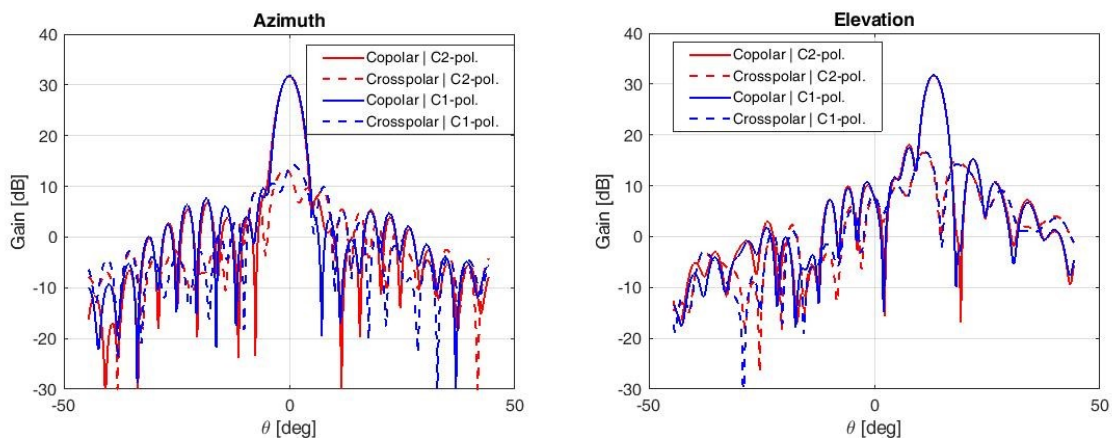 Azimuth
40
30
20
10
0
-10
-20
-30
-50
0
50
Gain [dB]
θ [deg]
Copolar | C2-pol.
Crosspolar | C2-pol.
Copolar | C1-pol.
Crosspolar | C1-pol.
Elevation
40
30
20
10
0
-10
-20
-30
-50
0
50
Gain [dB]
θ [deg]
Copolar | C2-pol.
Crosspolar | C2-pol.
Copolar | C1-pol.
Crosspolar | C1-pol.